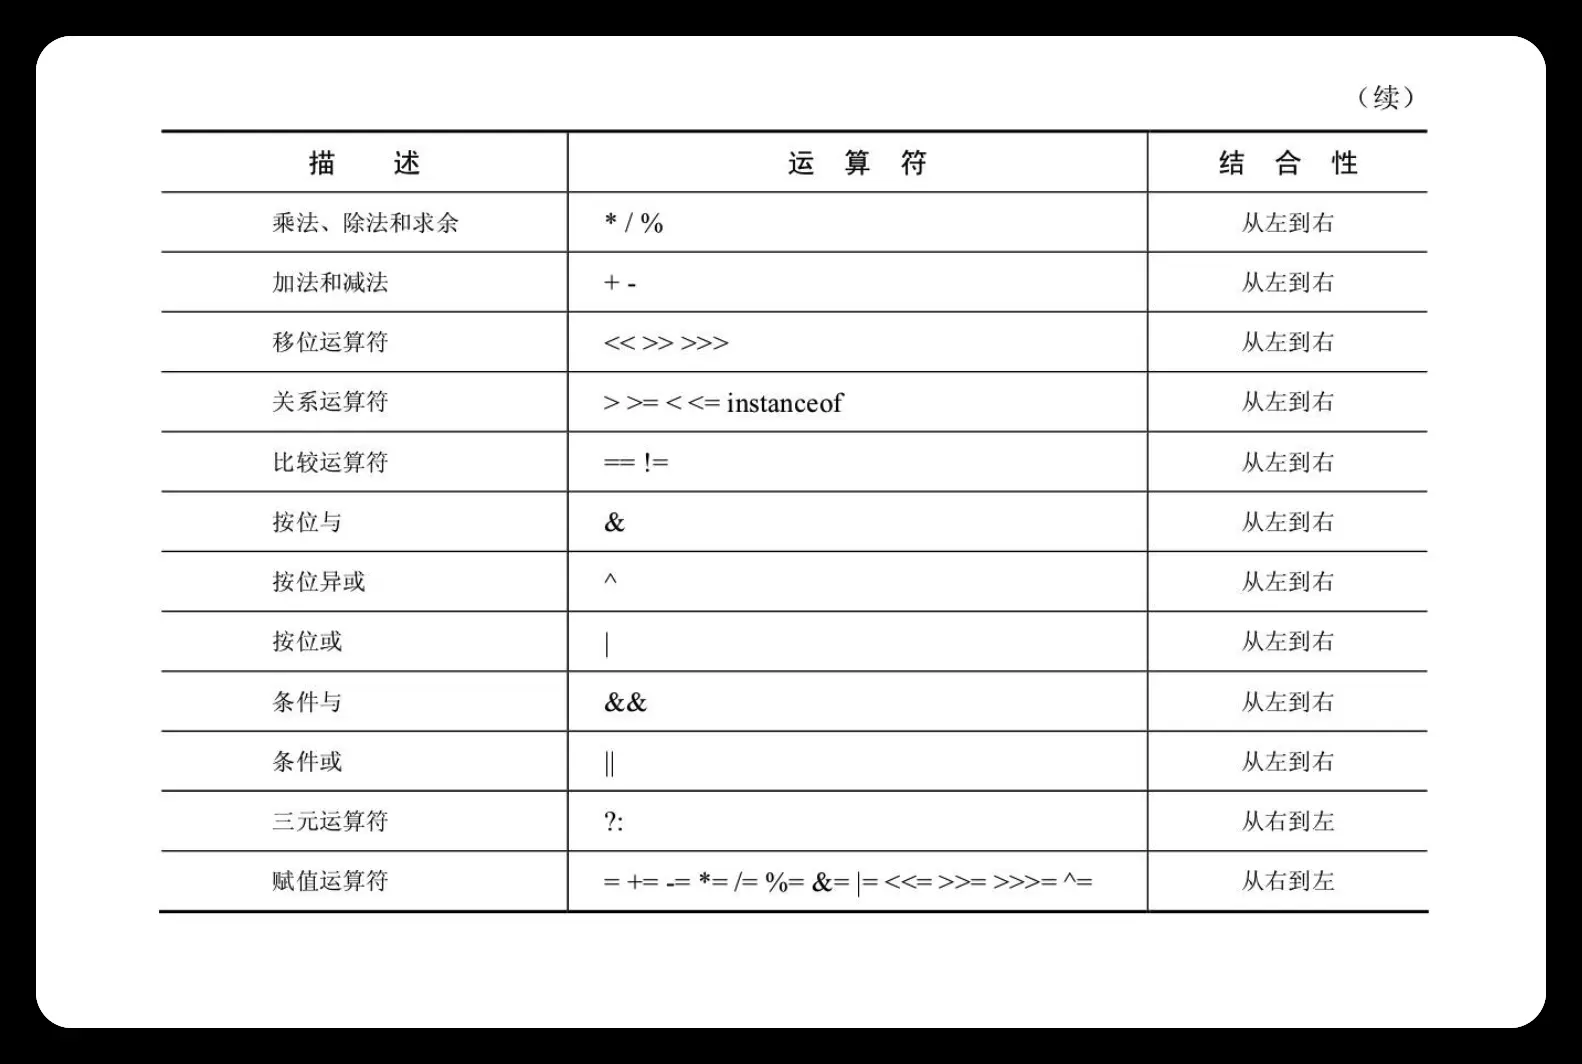 （续）
描 述 运 算 符 结 合 性
乘法、除法和求余 * / % 从左到右
加法和减法 + - 从左到右
移位运算符 << >> >>> 从左到右
关系运算符 > >= < <= instanceof 从左到右
比较运算符 == != 从左到右
按位与 & 从左到右
按位异或 ^ 从左到右
按位或 | 从左到右
条件与 && 从左到右
条件或 || 从左到右
三元运算符 ?: 从右到左
赋值运算符 = += -= *= /= %= &= |= <<= >>= >>>= ^= 从右到左